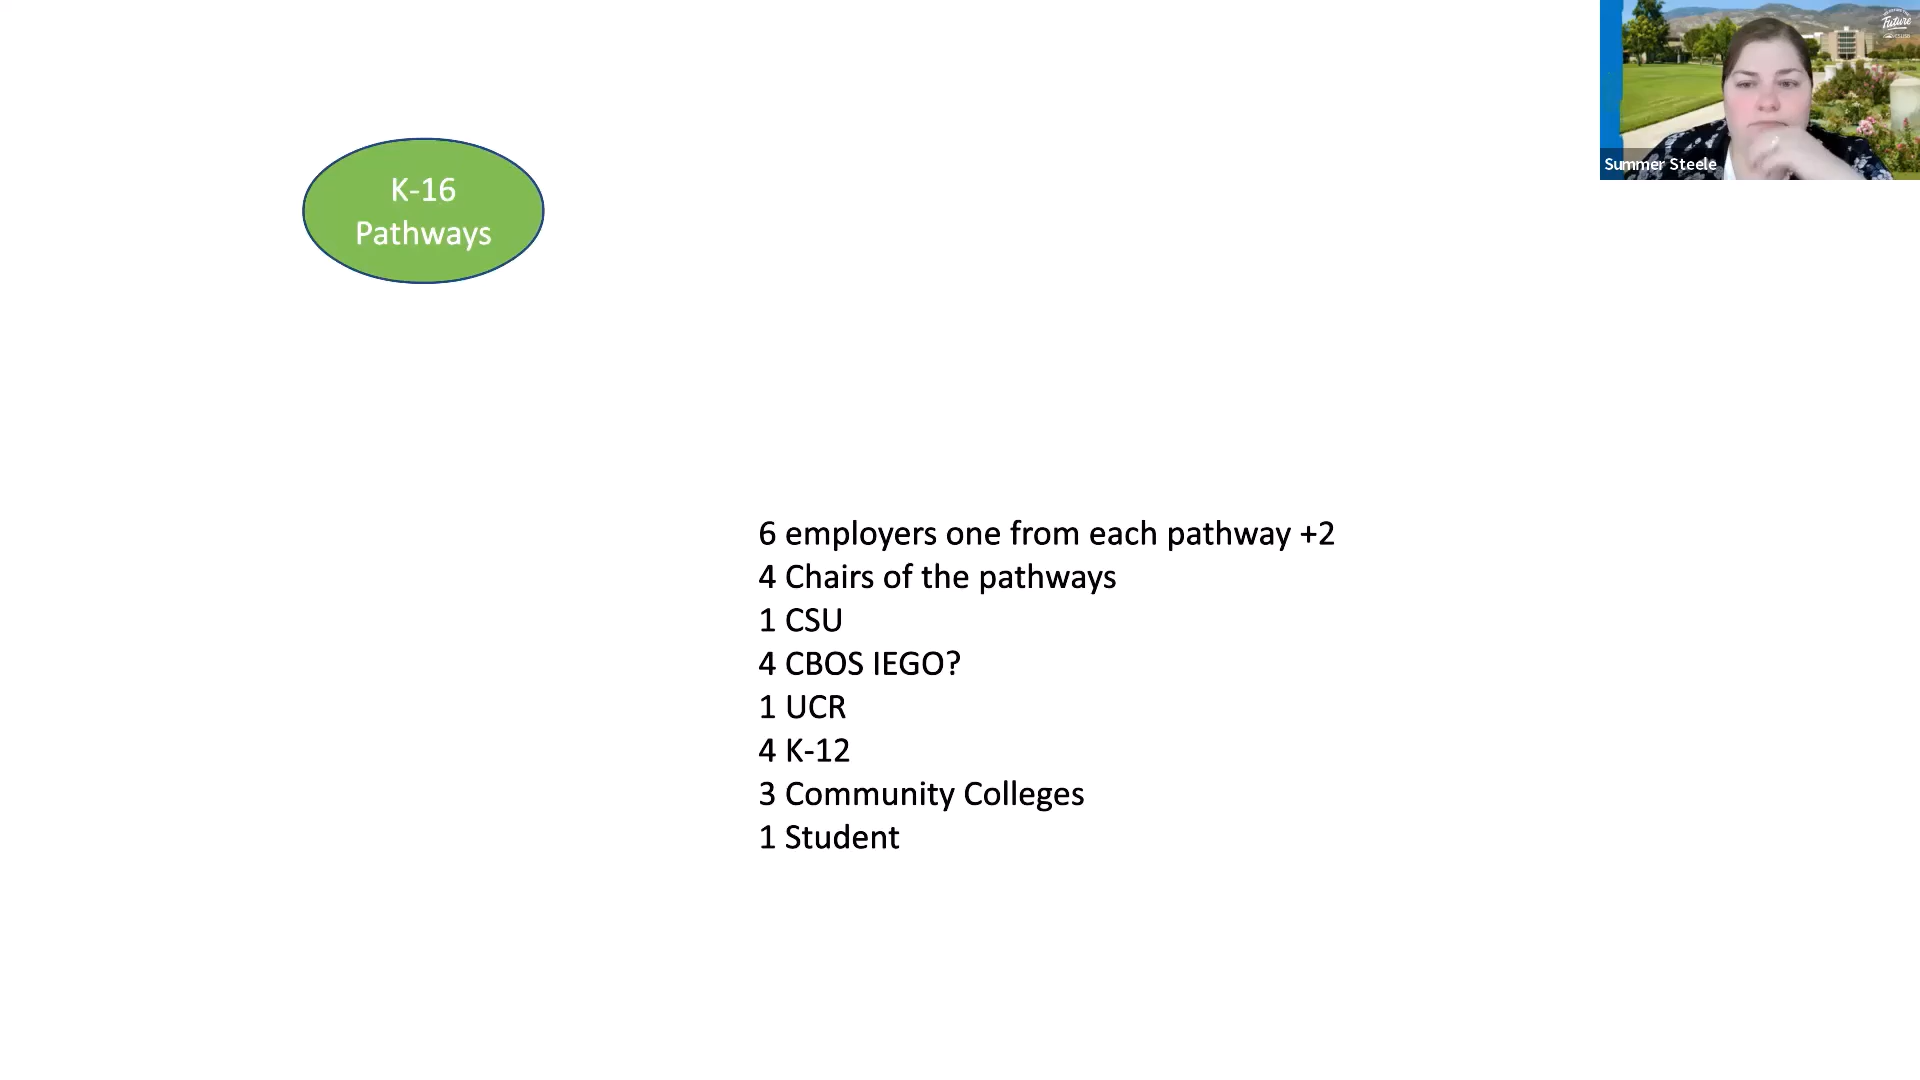 Future
Summer Steele
K-16
Pathways
6 employers one from each pathway +2
4 Chairs of the pathways
1 CSU
4 CBOS IEGO?
1 UCR
4 K-12
3 Community Colleges
1 Student